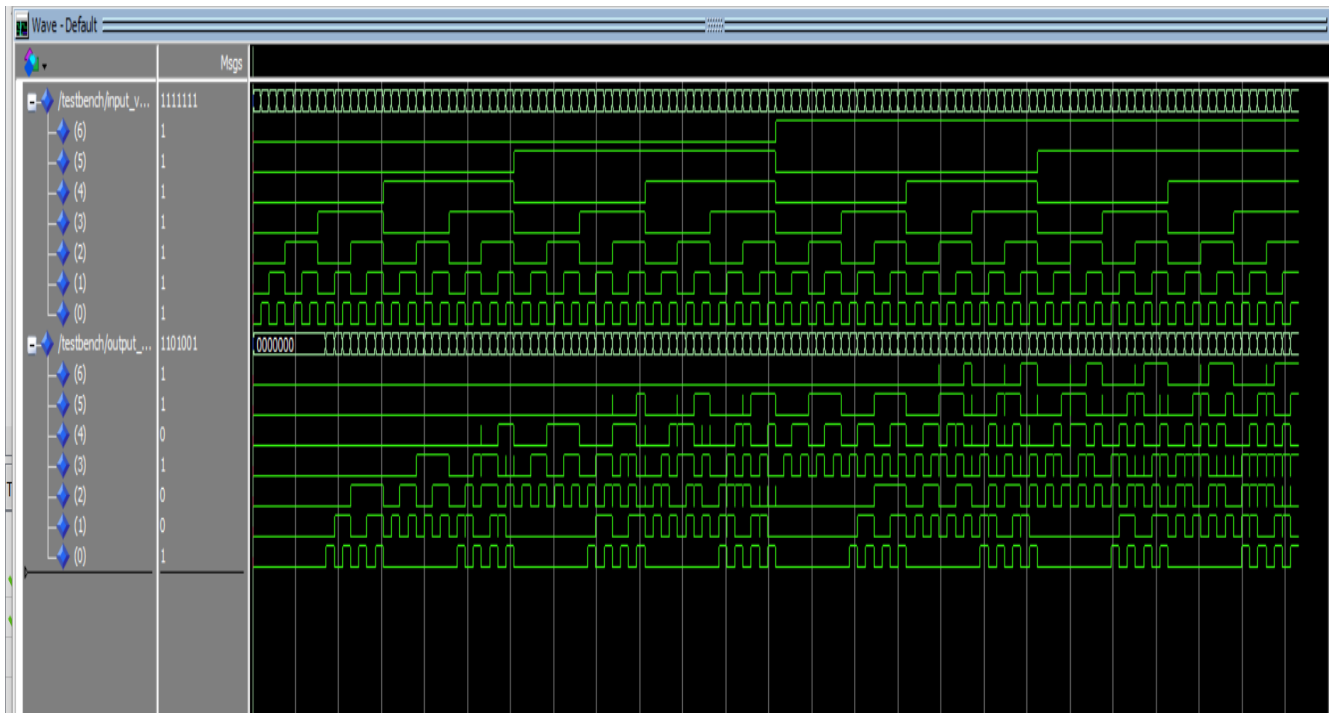 Wave - Default
Msgs
/testbench/input_v... 1111111
(6) 1
(5) 1
(4) 1
(3) 1
(2) 1
(1) 1
(0) 1
/testbench/output_... 1101001 0000000
(6) 1
(5) 1
(4) 0
(3) 1
(2) 0
(1) 0
(0) 1
T